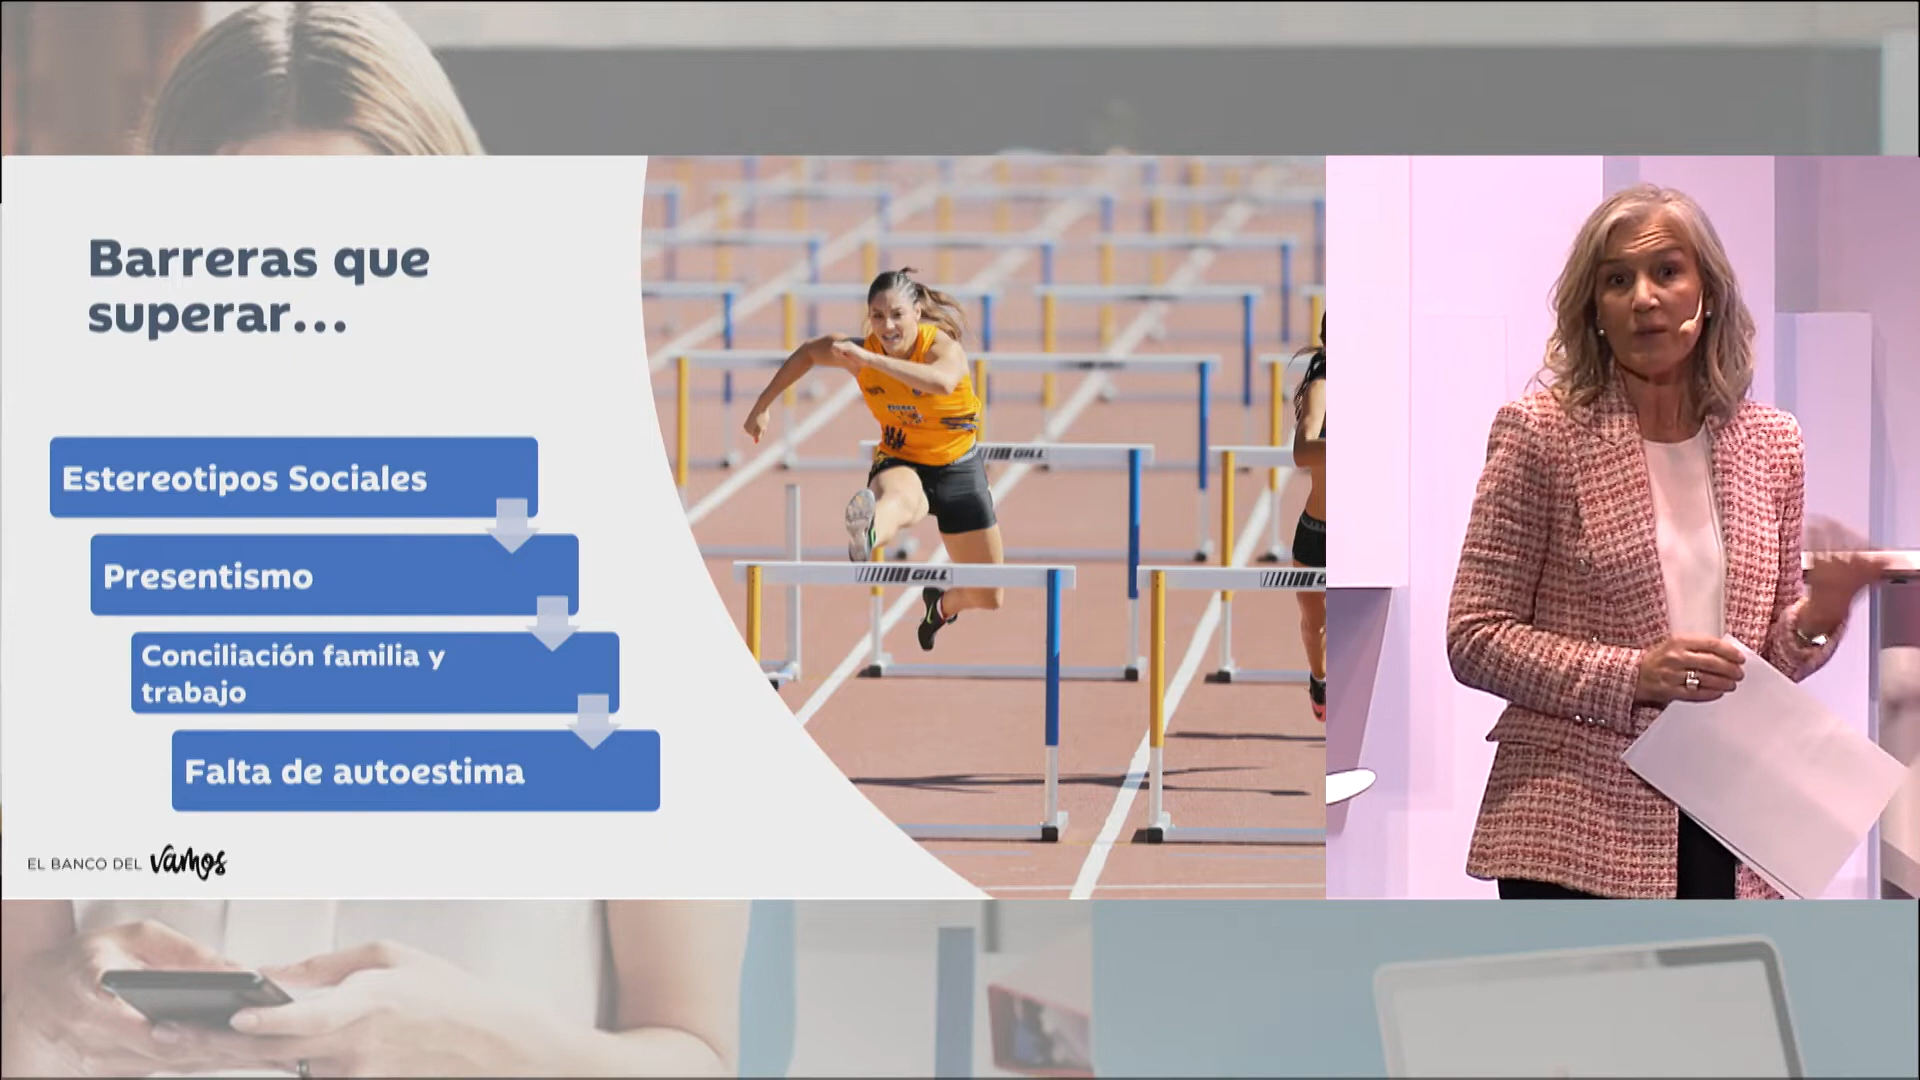 Barreras que
superar...
Estereotipos Sociales
Presentismo
Conciliación familia y
trabajo
Falta de autoestima
EL BANCO DEL vamos
GILL
GILL